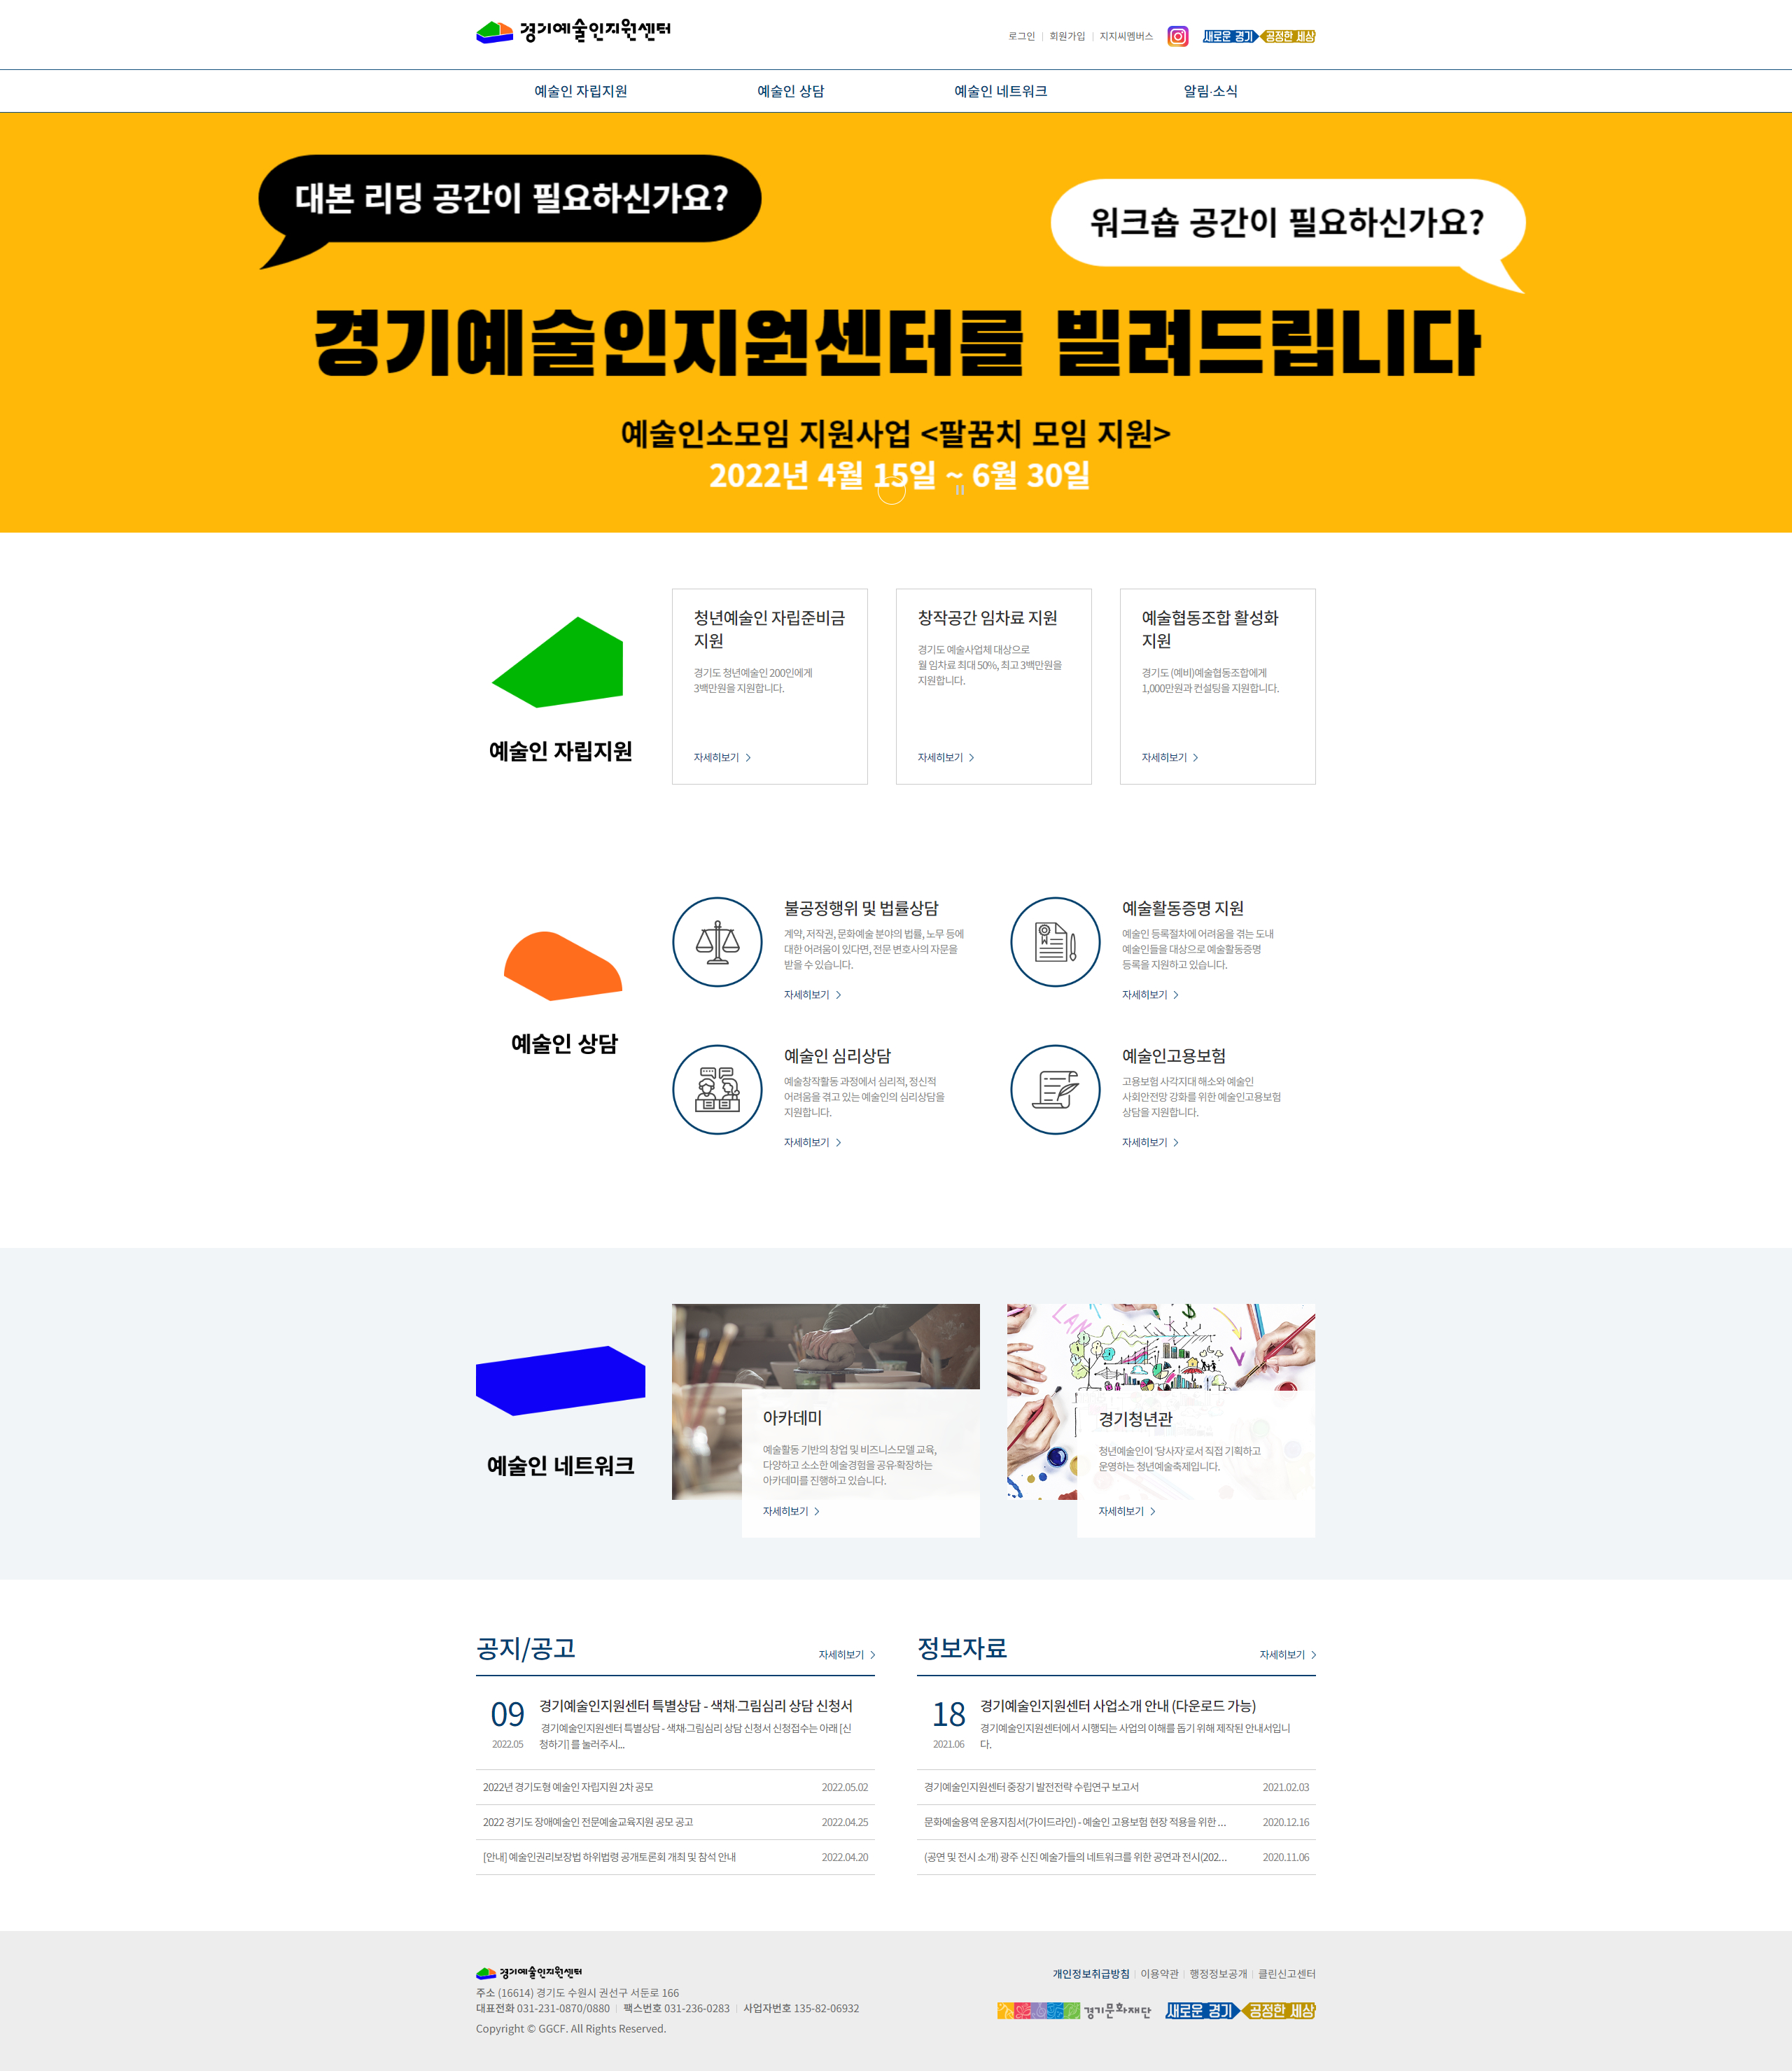 경기예술인지원센터
로그인 회원가입 지지씨멤버스 새로운 경기 공정한 세상
예술인 자립지원 예술인 상담 예술인 네트워크 알림·소식
대본 리딩 공간이 필요하신가요?
워크숍 공간이 필요하신가요?
경기예술인지원센터를 빌려드립니다
예술인소모임 지원사업 <팔꿈치 모임 지원>
2022년 4월 15일 ~ 6월 30일
예술인 자립지원
청년예술인 자립준비금
지원
경기도 청년예술인 200인에게
3백만원을 지원합니다.
자세히보기
창작공간 임차료 지원
경기도 예술사업체 대상으로
월 임차료 최대 50%, 최고 3백만원을
지원합니다.
자세히보기
예술협동조합 활성화
지원
경기도 (예비)예술협동조합에게
1,000만원과 컨설팅을 지원합니다.
자세히보기
예술인 상담
불공정행위 및 법률상담
계약, 저작권, 문화예술 분야의 법률, 노무 등에
대한 어려움이 있다면, 전문 변호사의 자문을
받을 수 있습니다.
자세히보기
예술활동증명 지원
예술인 등록절차에 어려움을 겪는 도내
예술인들을 대상으로 예술활동증명
등록을 지원하고 있습니다.
자세히보기
예술인 심리상담
예술창작활동 과정에서 심리적, 정신적
어려움을 겪고 있는 예술인의 심리상담을
지원합니다.
자세히보기
예술인고용보험
고용보험 사각지대 해소와 예술인
사회안전망 강화를 위한 예술인고용보험
상담을 지원합니다.
자세히보기
예술인 네트워크
아카데미
예술활동 기반의 창업 및 비즈니스모델 교육,
다양하고 소소한 예술경험을 공유·확장하는
아카데미를 진행하고 있습니다.
자세히보기
경기청년관
청년예술인이 '당사자'로서 직접 기획하고
운영하는 청년예술축제입니다.
자세히보기
공지/공고 자세히보기
09
2022.05
경기예술인지원센터 특별상담 - 색채·그림심리 상담 신청서
경기예술인지원센터 특별상담 - 색채·그림심리 상담 신청서 신청접수는 아래 [신
청하기] 를 눌러주시...
2022년 경기도형 예술인 자립지원 2차 공모 2022.05.02
2022 경기도 장애예술인 전문예술교육지원 공모 공고 2022.04.25
[안내] 예술인권리보장법 하위법령 공개토론회 개최 및 참석 안내 2022.04.20
정보자료 자세히보기
18
2021.06
경기예술인지원센터 사업소개 안내 (다운로드 가능)
경기예술인지원센터에서 시행되는 사업의 이해를 돕기 위해 제작된 안내서입니
다.
경기예술인지원센터 중장기 발전전략 수립연구 보고서 2021.02.03
문화예술용역 운용지침서(가이드라인) - 예술인 고용보험 현장 적용을 위한 ... 2020.12.16
(공연 및 전시 소개) 광주 신진 예술가들의 네트워크를 위한 공연과 전시(202... 2020.11.06
경기예술인지원센터
주소 (16614) 경기도 수원시 권선구 서둔로 166
대표전화 031-231-0870/0880 팩스번호 031-236-0283 사업자번호 135-82-06932
Copyright © GGCF. All Rights Reserved.
개인정보취급방침 이용약관 행정정보공개 클린신고센터
경기문화재단 새로운 경기 공정한 세상